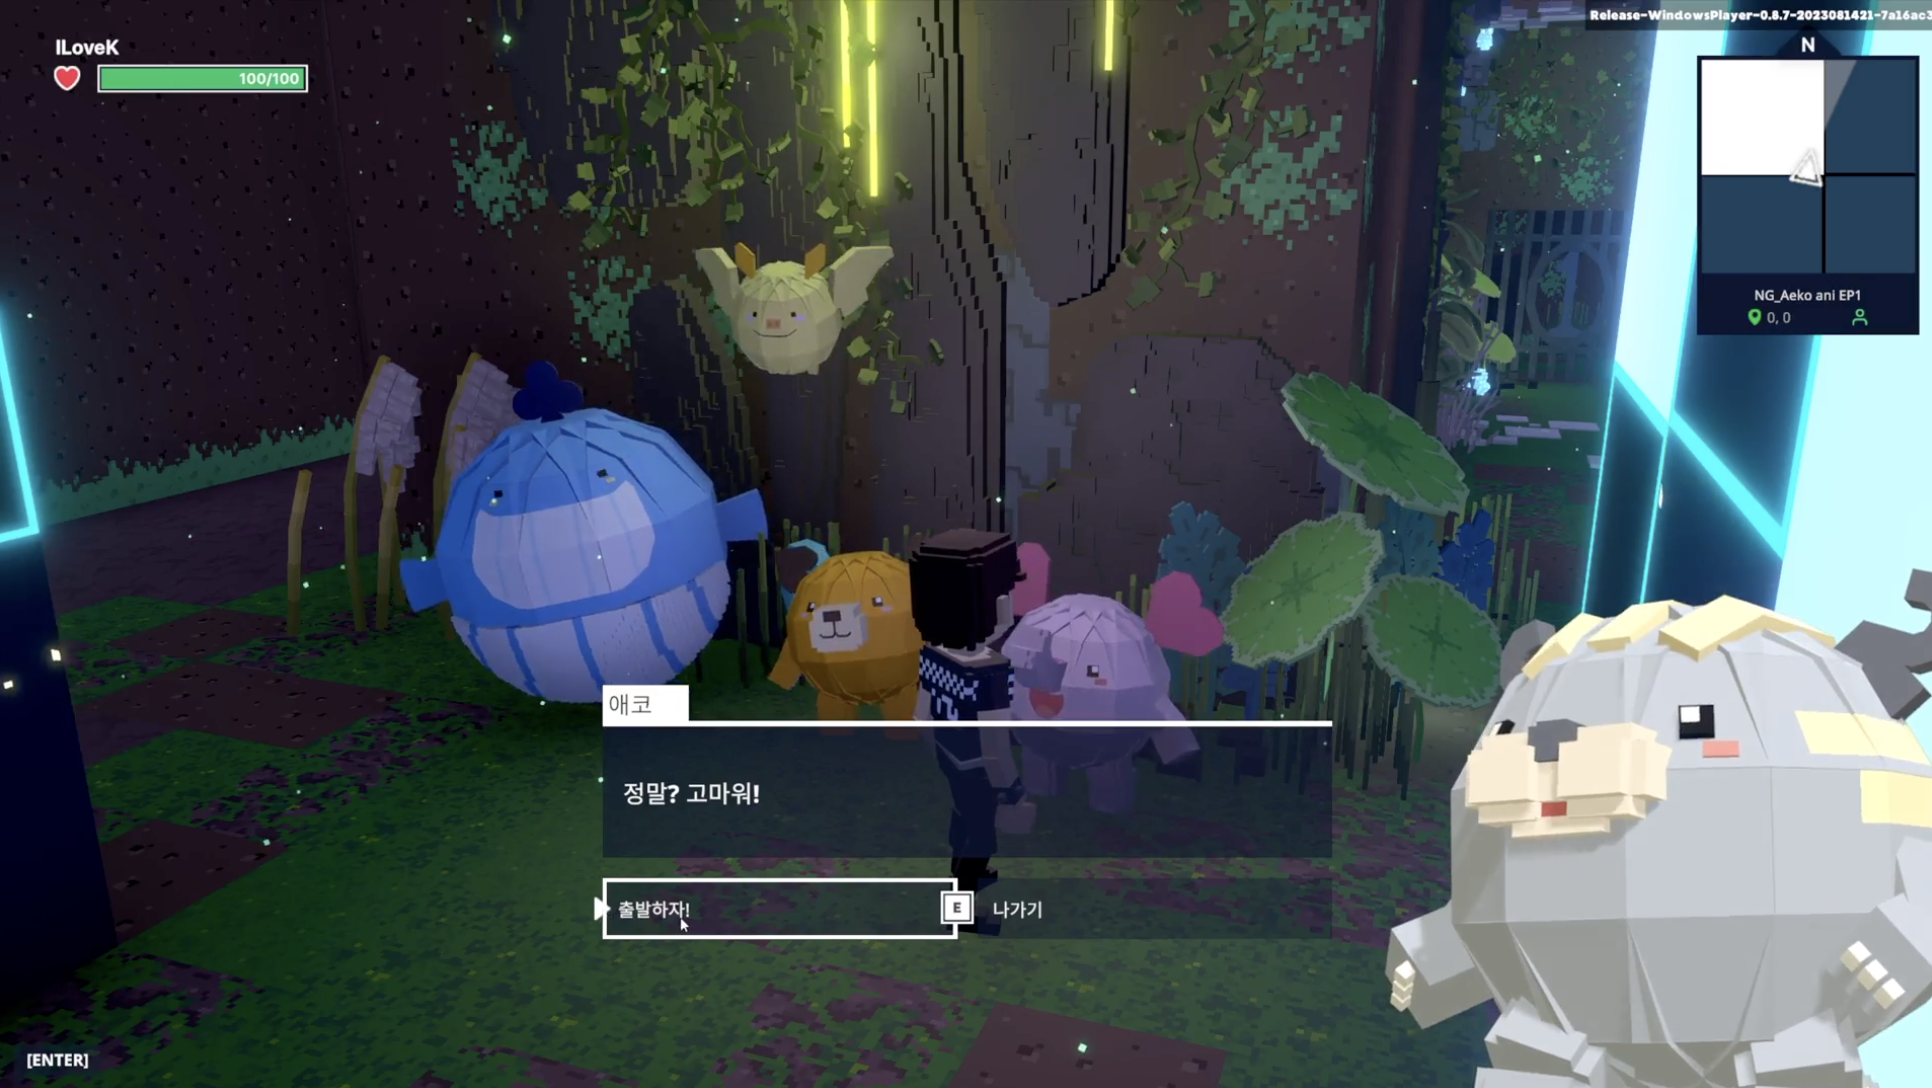 Release-WindowsPlayer-0.8.7-2023081421-7a16ac3
ILoveK
100/100
N
NG_Aeko ani EP1
0, 0
애코
정말? 고마워!
출발하자!
E
나가기
[ENTER]